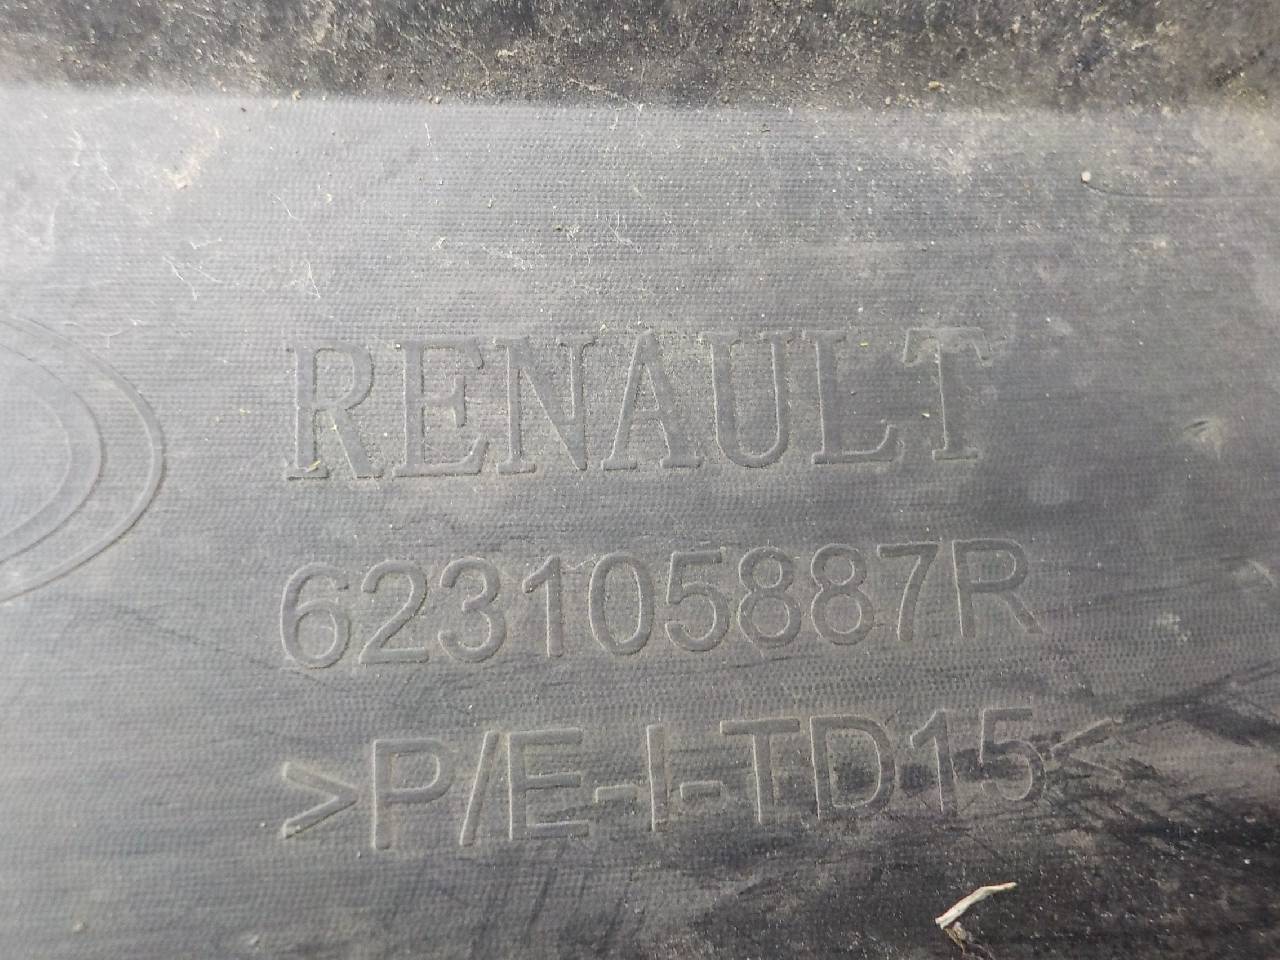 RENAULT
623105887R
>P/E-I-TD15<